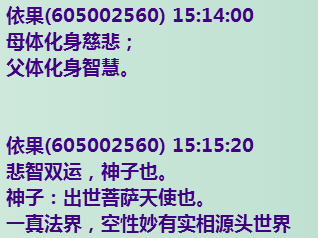 依果(605002560) 15:14:00
母体化身慈悲；
父体化身智慧。
依果(605002560) 15:15:20
悲智双运，神子也。
神子：出世菩萨天使也。
一真法界，空性妙有实相源头世界